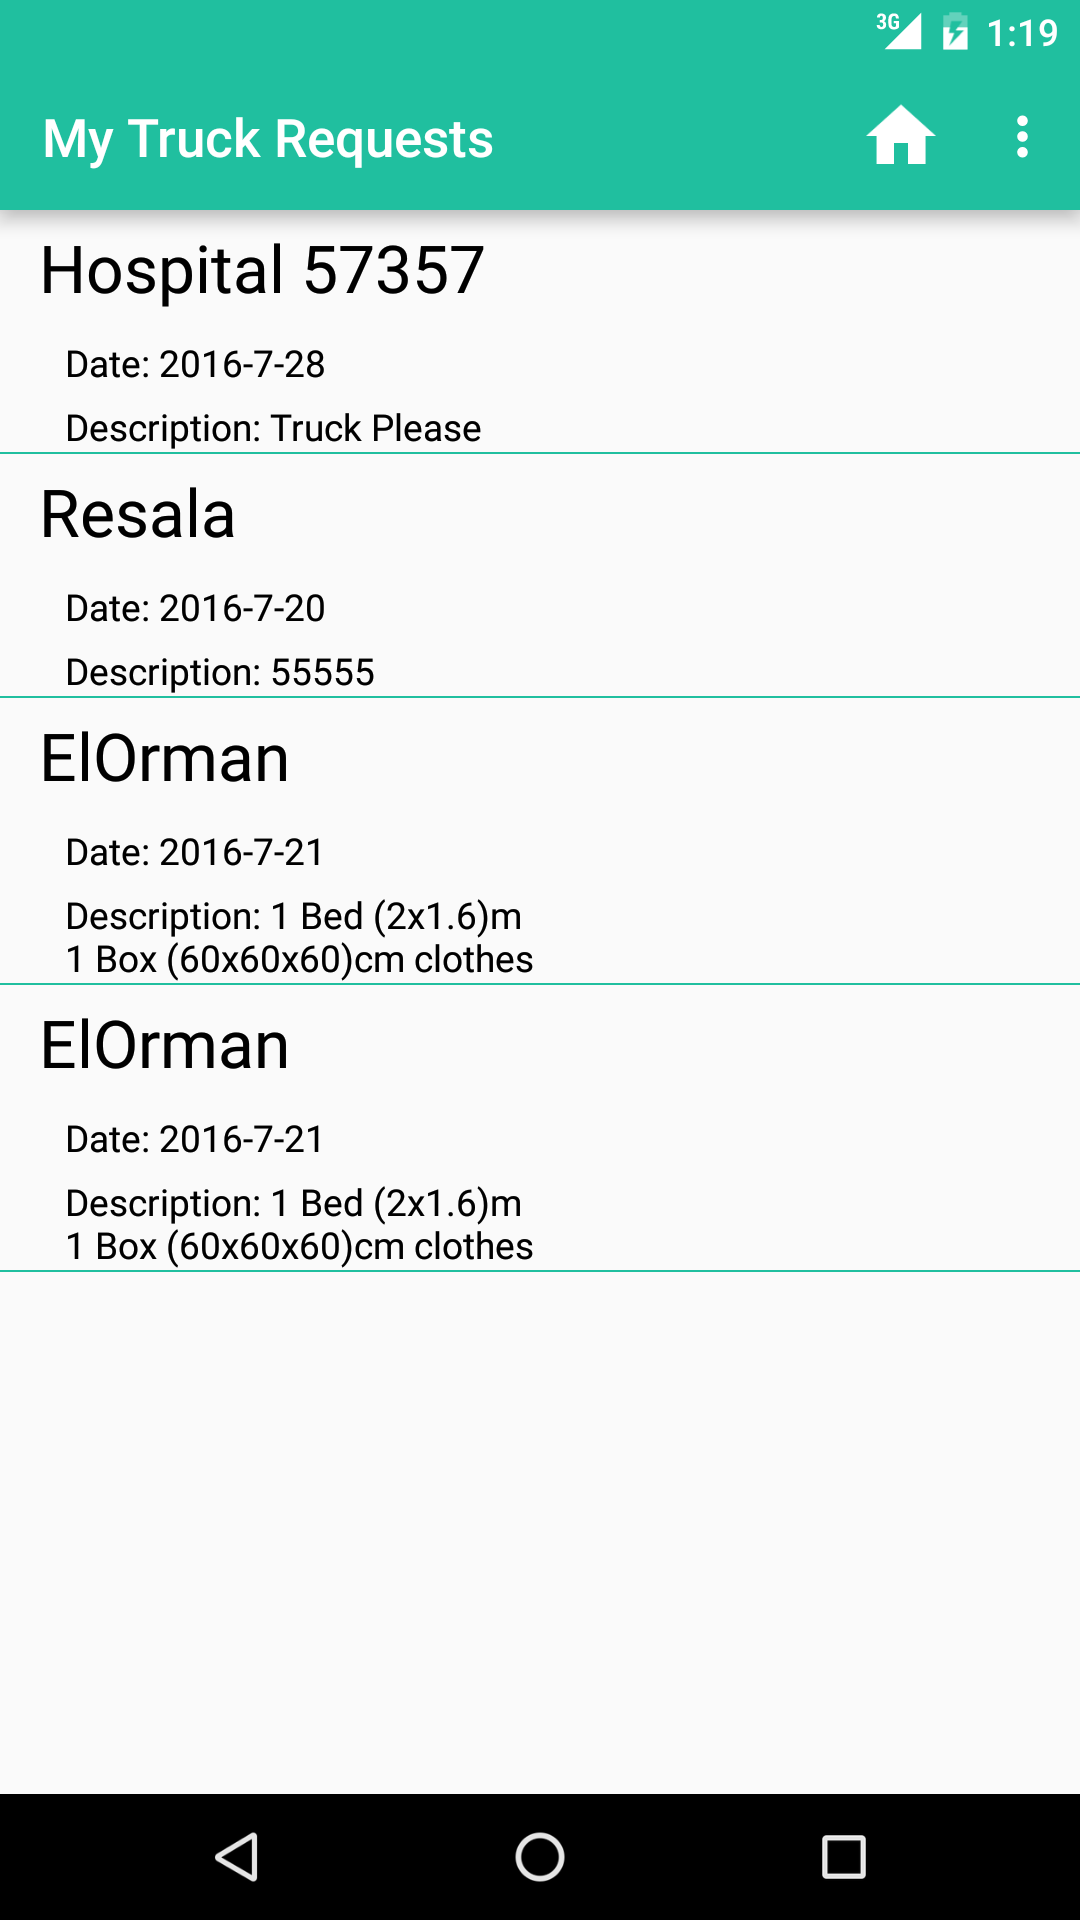 3G 1:19
My Truck Requests
Hospital 57357
Date: 2016-7-28
Description: Truck Please
Resala
Date: 2016-7-20
Description: 55555
ElOrman
Date: 2016-7-21
Description: 1 Bed (2x1.6)m
1 Box (60x60x60)cm clothes
ElOrman
Date: 2016-7-21
Description: 1 Bed (2x1.6)m
1 Box (60x60x60)cm clothes